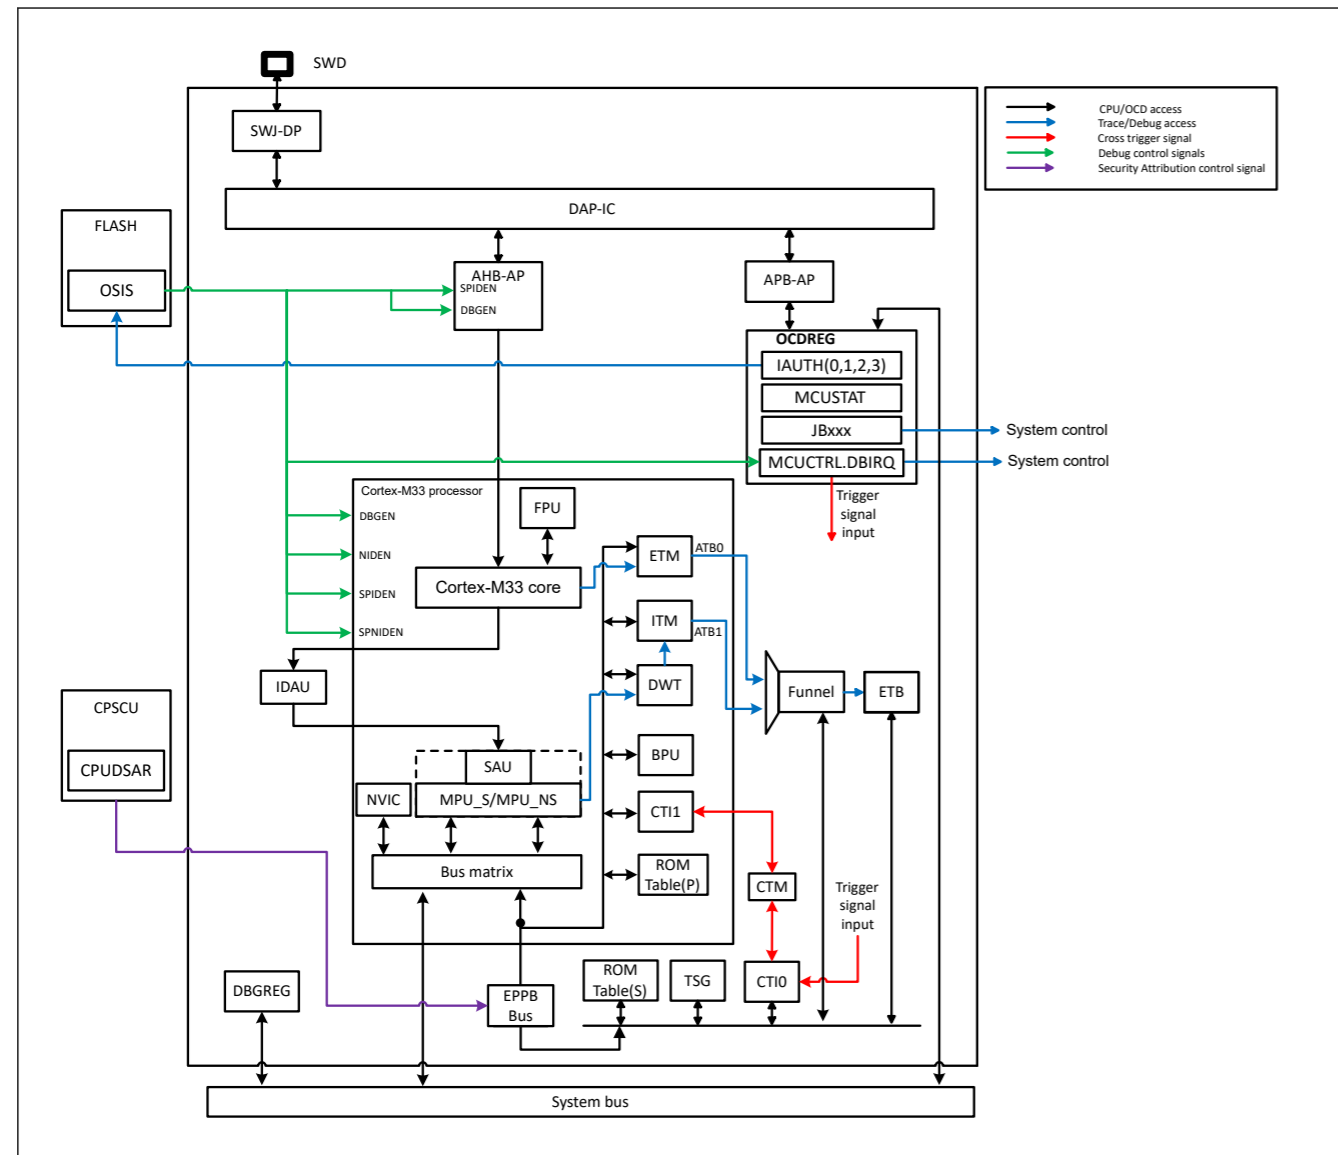 SWD
CPU/OCD access
Trace/Debug access
Cross trigger signal
Debug control signals
Security Attribution control signal
SWJ-DP
DAP-IC
FLASH
OSIS
AHB-AP
SPIDEN
DBGEN
APB-AP
OCDREG
IAUTH(0,1,2,3)
MCUSTAT
JBxxx
System control
MCUCTRL.DBIRQ
System control
Trigger
signal
input
Cortex-M33 processor
DBGEN
NIDEN
SPIDEN
SPNIDEN
FPU
Cortex-M33 core
ETM
ATB0
ITM
ATB1
DWT
IDAU
Funnel
ETB
CPSCU
CPUDSAR
SAU
MPU_S/MPU_NS
NVIC
BPU
CTI1
Bus matrix
ROM
Table(P)
CTM
Trigger
signal
input
DBGREG
EPPB
Bus
ROM
Table(S)
TSG
CTI0
System bus